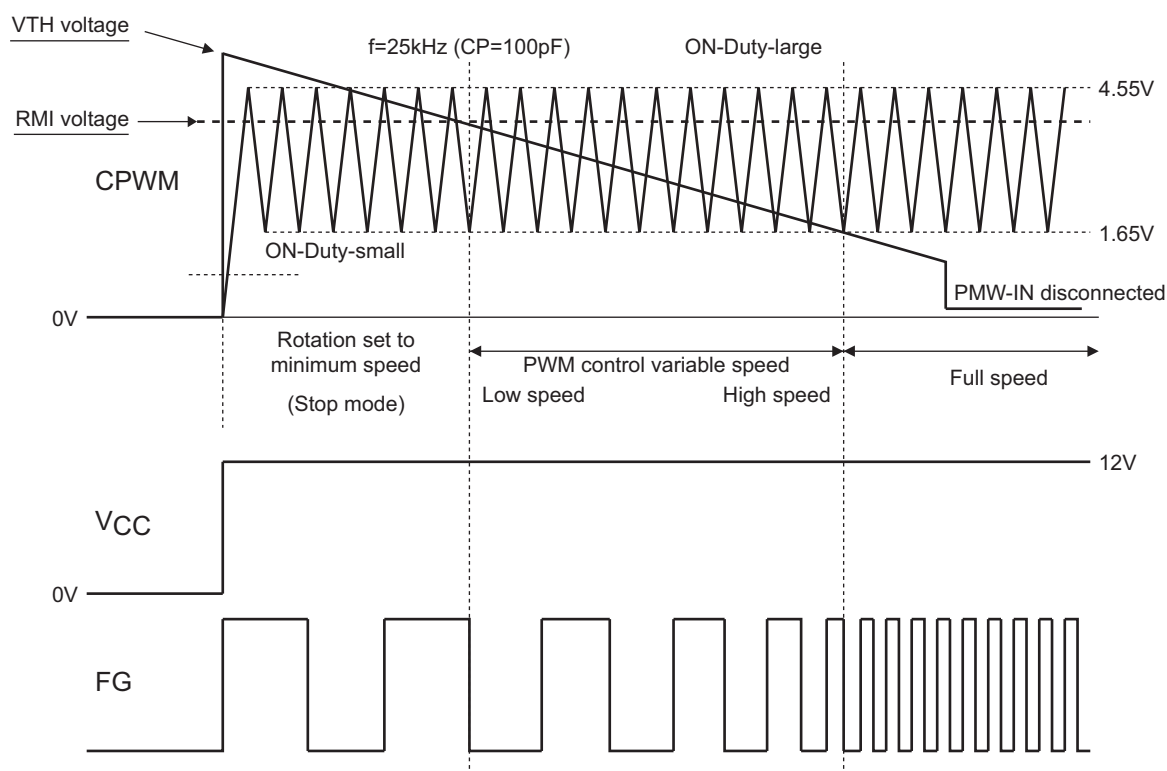 VTH voltage
f=25kHz (CP=100pF)
ON-Duty-large
4.55V
RMI voltage
CPWM
ON-Duty-small
1.65V
PMW-IN disconnected
0V
Rotation set to
minimum speed
(Stop mode)
PWM control variable speed
Low speed
High speed
Full speed
12V
VCC
0V
FG